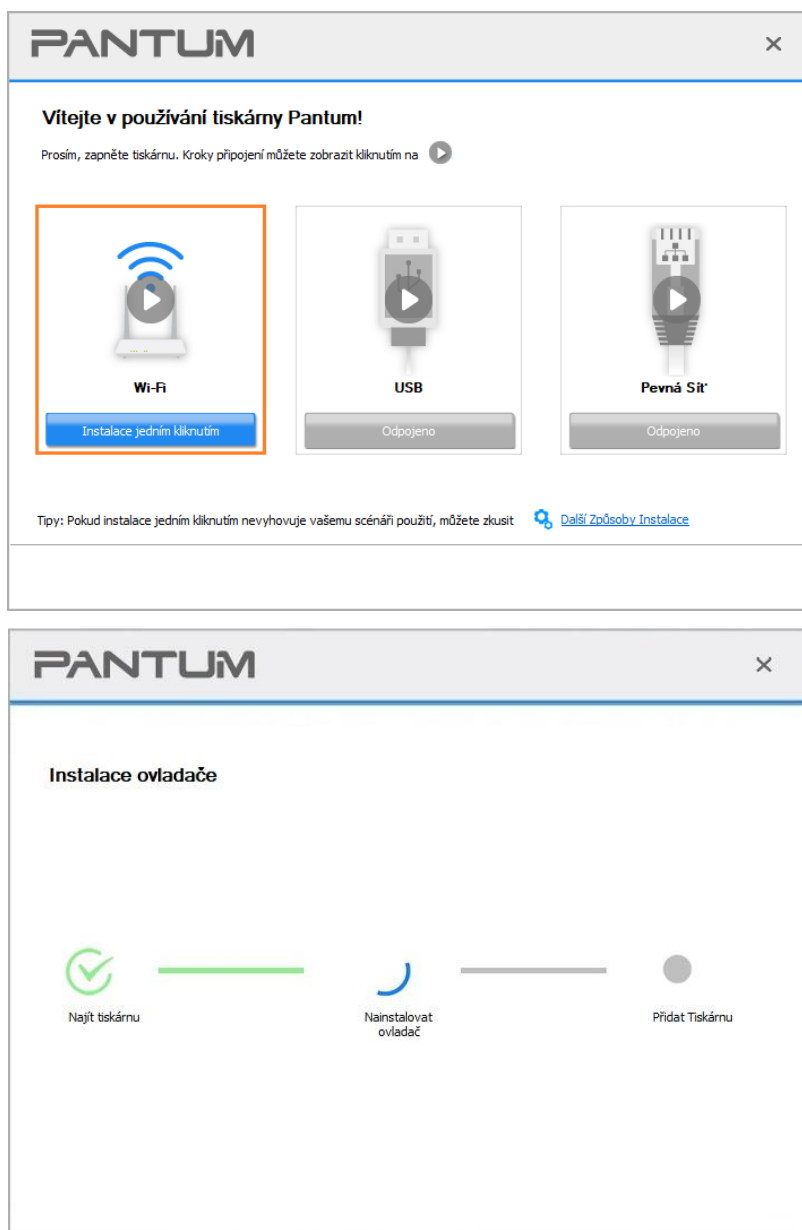 PANTUM
Vítejte v používání tiskárny Pantum!
Prosím, zapněte tiskárnu. Kroky připojení můžete zobrazit kliknutím na
Wi-Fi
USB
Pevná Síť
Instalace jedním kliknutím
Odpojeno
Odpojeno
Tipy: Pokud instalace jedním kliknutím nevyhovuje vašemu scénáři použití, můžete zkusit
Další Způsoby Instalace
PANTUM
Instalace ovladače
Najít tiskárnu
Nainstalovat
ovladač
Přidat Tiskárnu